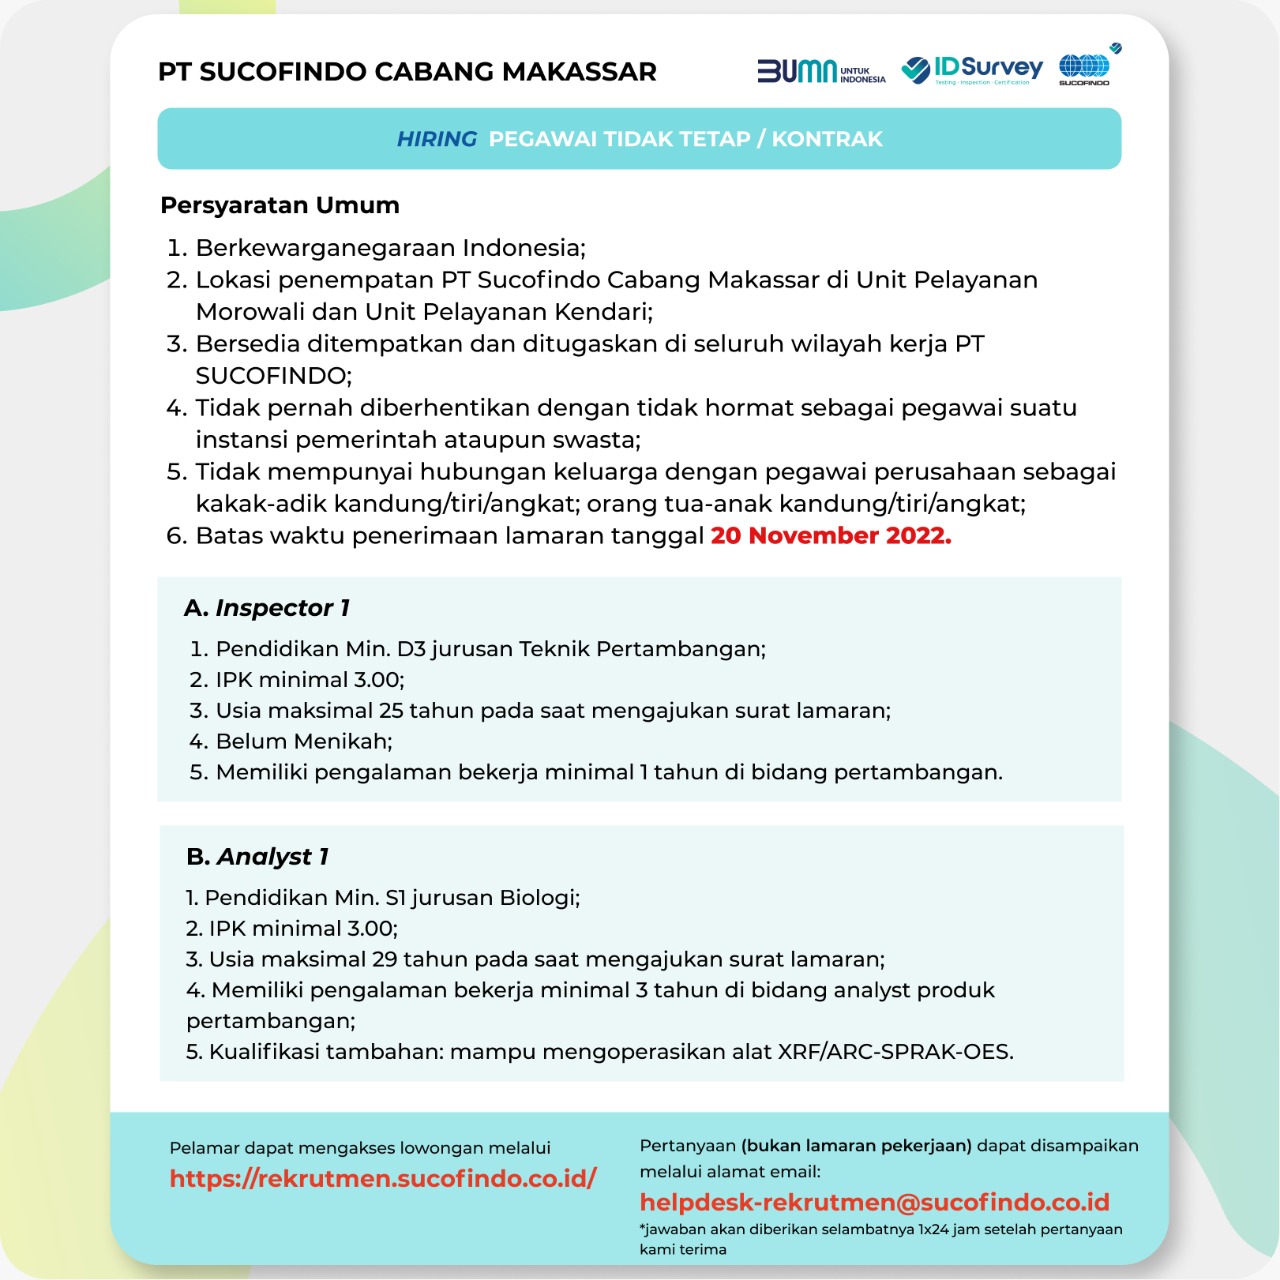 PT SUCOFINDO CABANG MAKASSAR
BUMN UNTUK INDONESIA
IDSurvey
Testing · Inspection · Certification
SUCOFINDO
HIRING PEGAWAI TIDAK TETAP / KONTRAK
Persyaratan Umum
1. Berkewarganegaraan Indonesia;
2. Lokasi penempatan PT Sucofindo Cabang Makassar di Unit Pelayanan
Morowali dan Unit Pelayanan Kendari;
3. Bersedia ditempatkan dan ditugaskan di seluruh wilayah kerja PT
SUCOFINDO;
4. Tidak pernah diberhentikan dengan tidak hormat sebagai pegawai suatu
instansi pemerintah ataupun swasta;
5. Tidak mempunyai hubungan keluarga dengan pegawai perusahaan sebagai
kakak-adik kandung/tiri/angkat; orang tua-anak kandung/tiri/angkat;
6. Batas waktu penerimaan lamaran tanggal 20 November 2022.
A. Inspector 1
1. Pendidikan Min. D3 jurusan Teknik Pertambangan;
2. IPK minimal 3.00;
3. Usia maksimal 25 tahun pada saat mengajukan surat lamaran;
4. Belum Menikah;
5. Memiliki pengalaman bekerja minimal 1 tahun di bidang pertambangan.
B. Analyst 1
1. Pendidikan Min. S1 jurusan Biologi;
2. IPK minimal 3.00;
3. Usia maksimal 29 tahun pada saat mengajukan surat lamaran;
4. Memiliki pengalaman bekerja minimal 3 tahun di bidang analyst produk
pertambangan;
5. Kualifikasi tambahan: mampu mengoperasikan alat XRF/ARC-SPRAK-OES.
Pelamar dapat mengakses lowongan melalui
https://rekrutmen.sucofindo.co.id/
Pertanyaan (bukan lamaran pekerjaan) dapat disampaikan
melalui alamat email:
helpdesk-rekrutmen@sucofindo.co.id
*jawaban akan diberikan selambatnya 1x24 jam setelah pertanyaan
kami terima